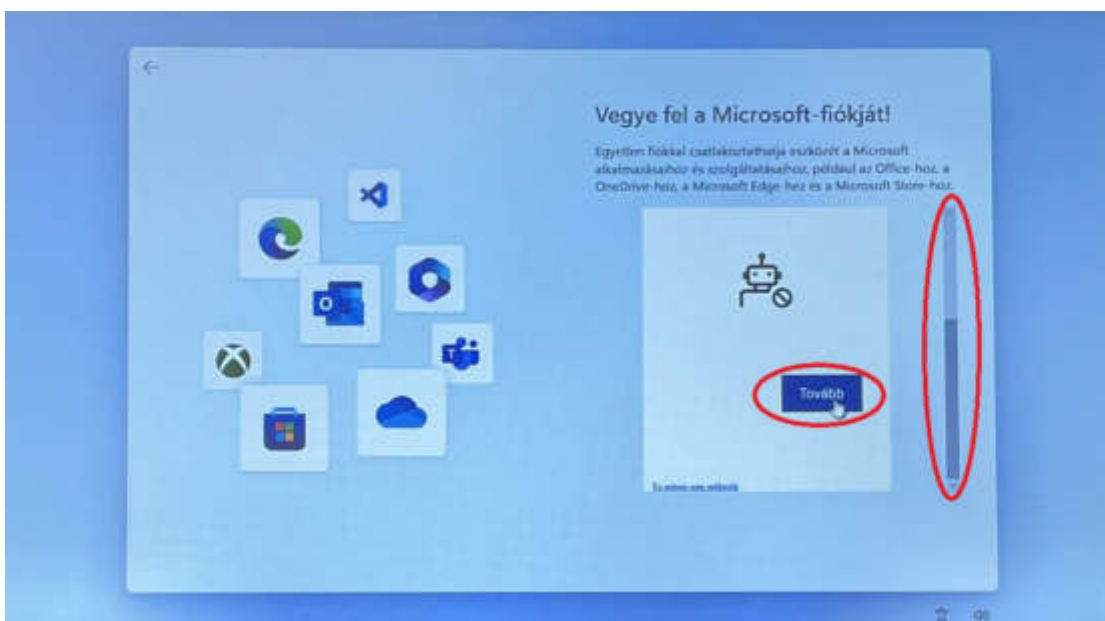 Vegye fel a Microsoft-fiókját!
Egyetlen fiókkal csatlakoztathatja eszközét a Microsoft
alkalmazásaihoz és szolgáltatásaihoz, például az Office-hoz, a
OneDrive-hoz, a Microsoft Edge-hez és a Microsoft Store-hoz.
Tovább